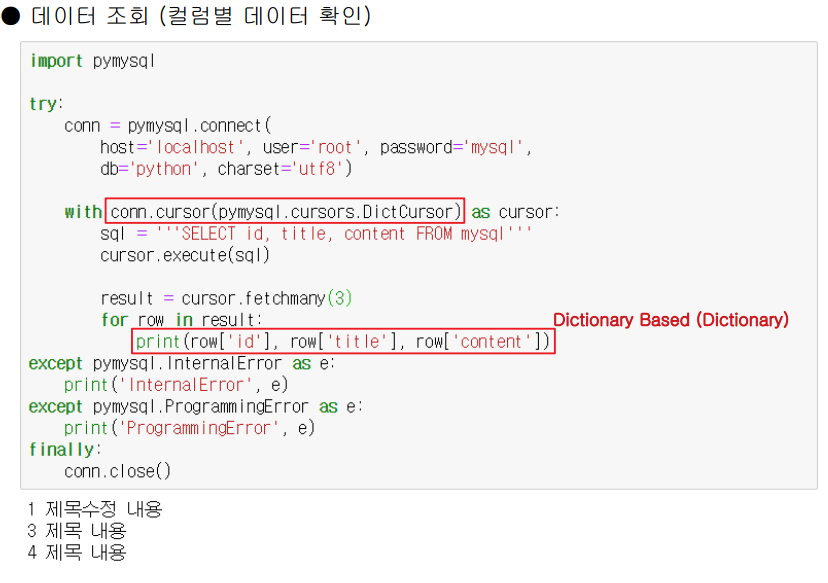 ● 데이터 조회 (컬럼별 데이터 확인)
import pymysql
try:
    conn = pymysql.connect(
        host='localhost', user='root', password='mysql',
        db='python', charset='utf8')
    with conn.cursor(pymysql.cursors.DictCursor) as cursor:
        sql = '''SELECT id, title, content FROM mysql'''
        cursor.execute(sql)
        result = cursor.fetchmany(3)
        for row in result:
Dictionary Based (Dictionary)
            print(row['id'], row['title'], row['content'])
except pymysql.InternalError as e:
    print('InternalError', e)
except pymysql.ProgrammingError as e:
    print('ProgrammingError', e)
finally:
    conn.close()
1 제목수정 내용
3 제목 내용
4 제목 내용